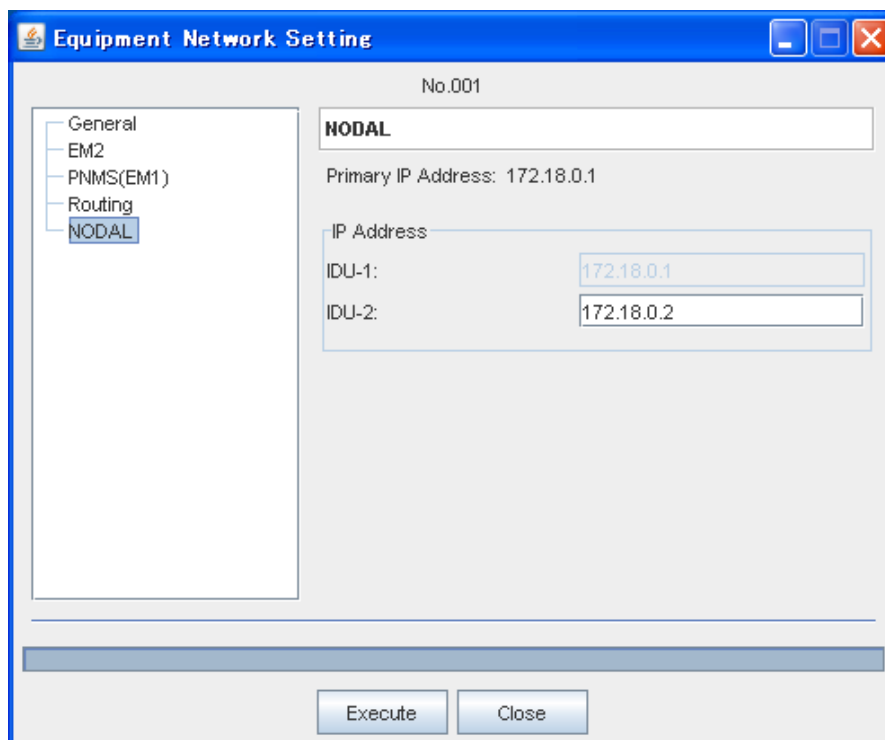 Equipment Network Setting
No.001
General
EM2
PNMS(EM1)
Routing
NODAL
NODAL
Primary IP Address: 172.18.0.1
IP Address
IDU-1: 172.18.0.1
IDU-2: 172.18.0.2
Execute Close